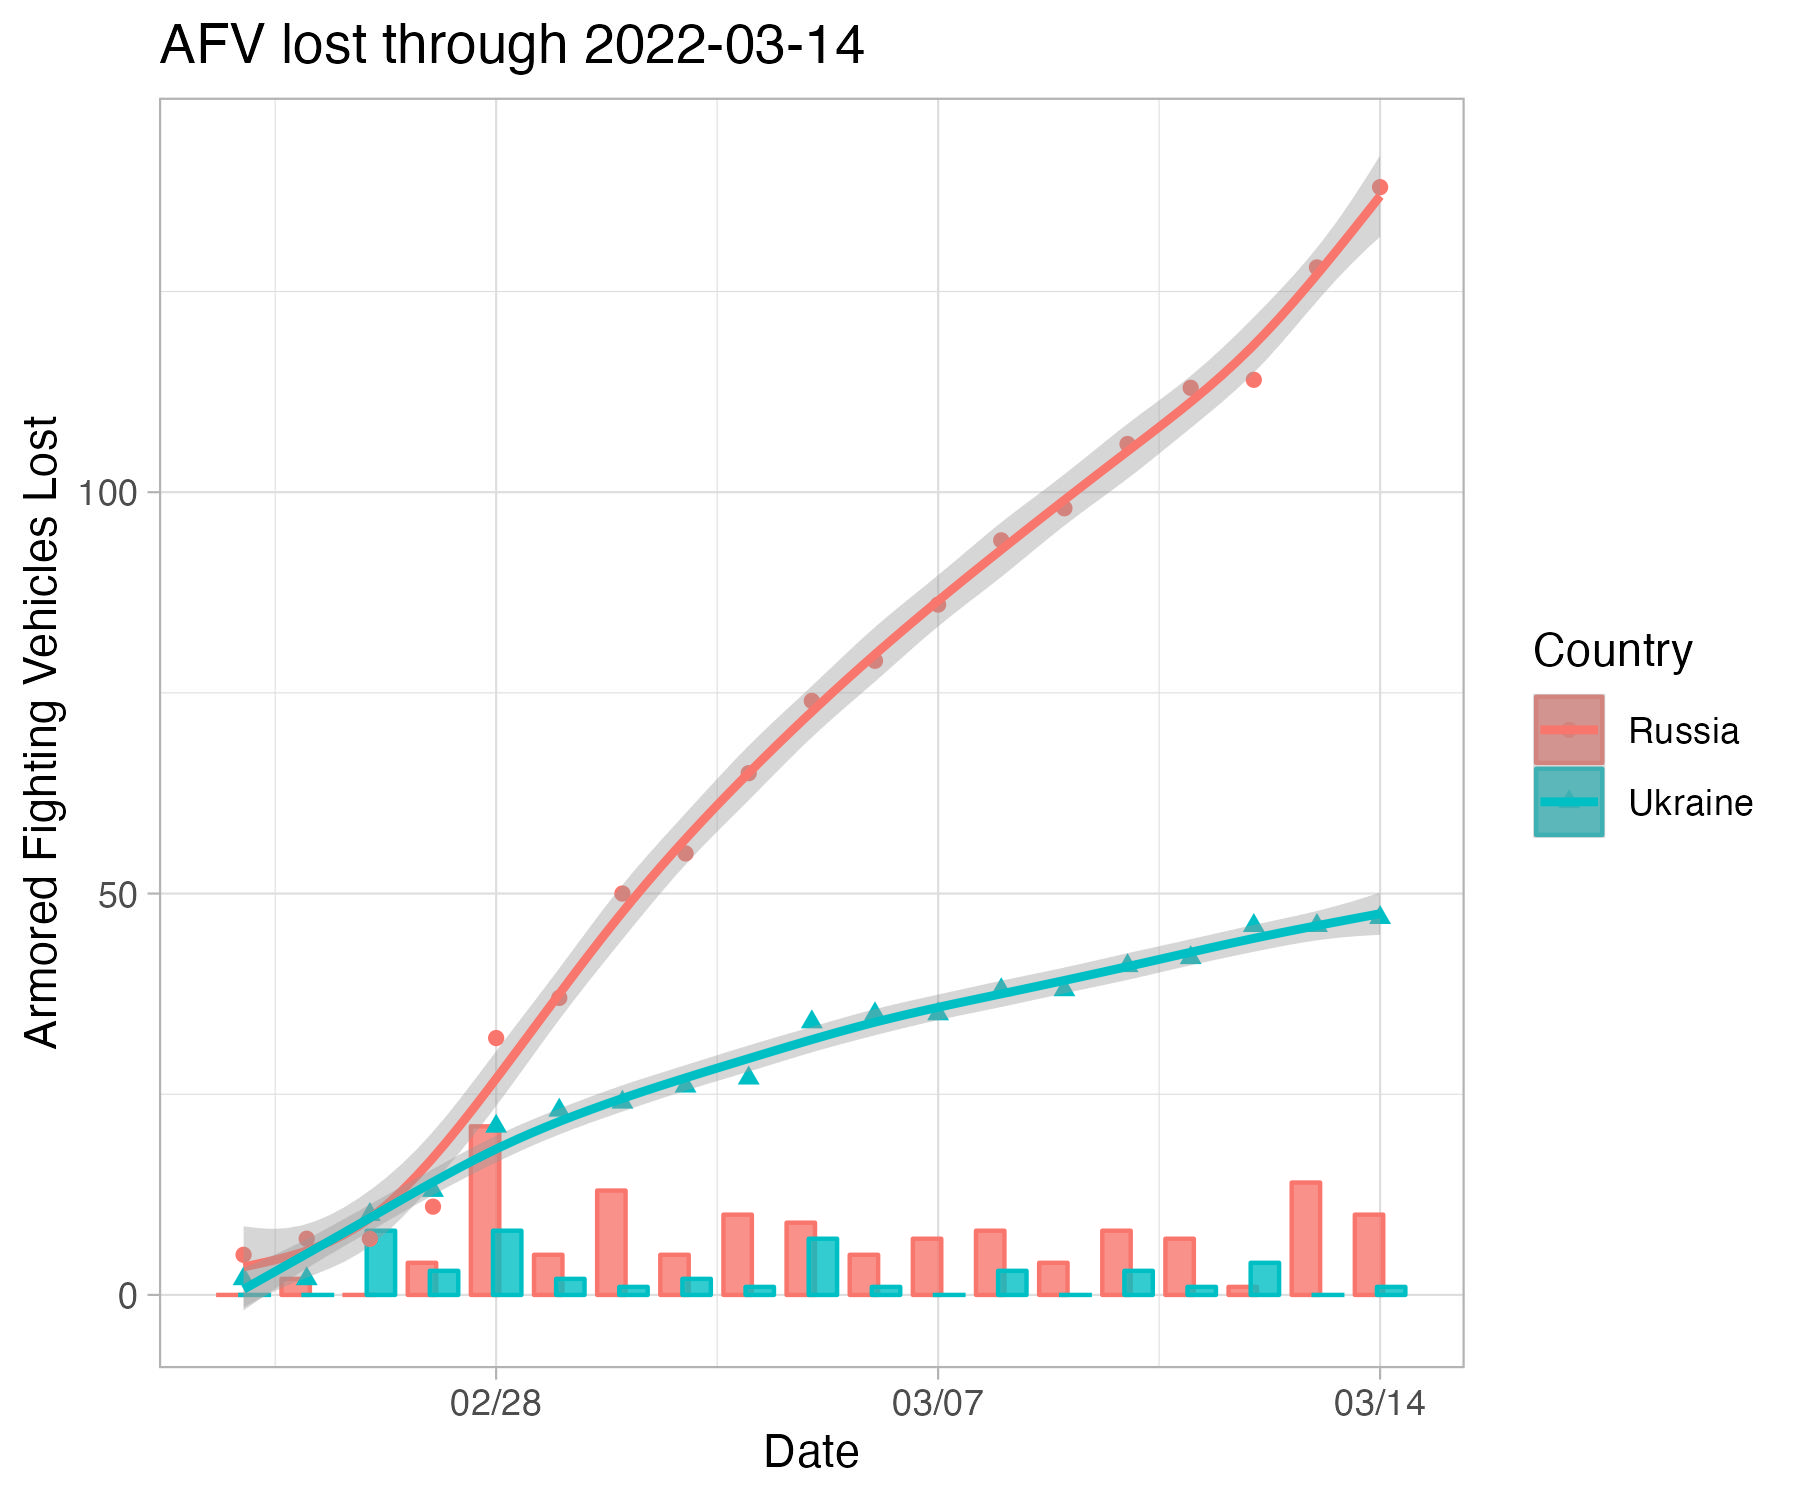 AFV lost through 2022-03-14
Armored Fighting Vehicles Lost
100
50
0
02/28
03/07
03/14
Date
Country
Russia
Ukraine